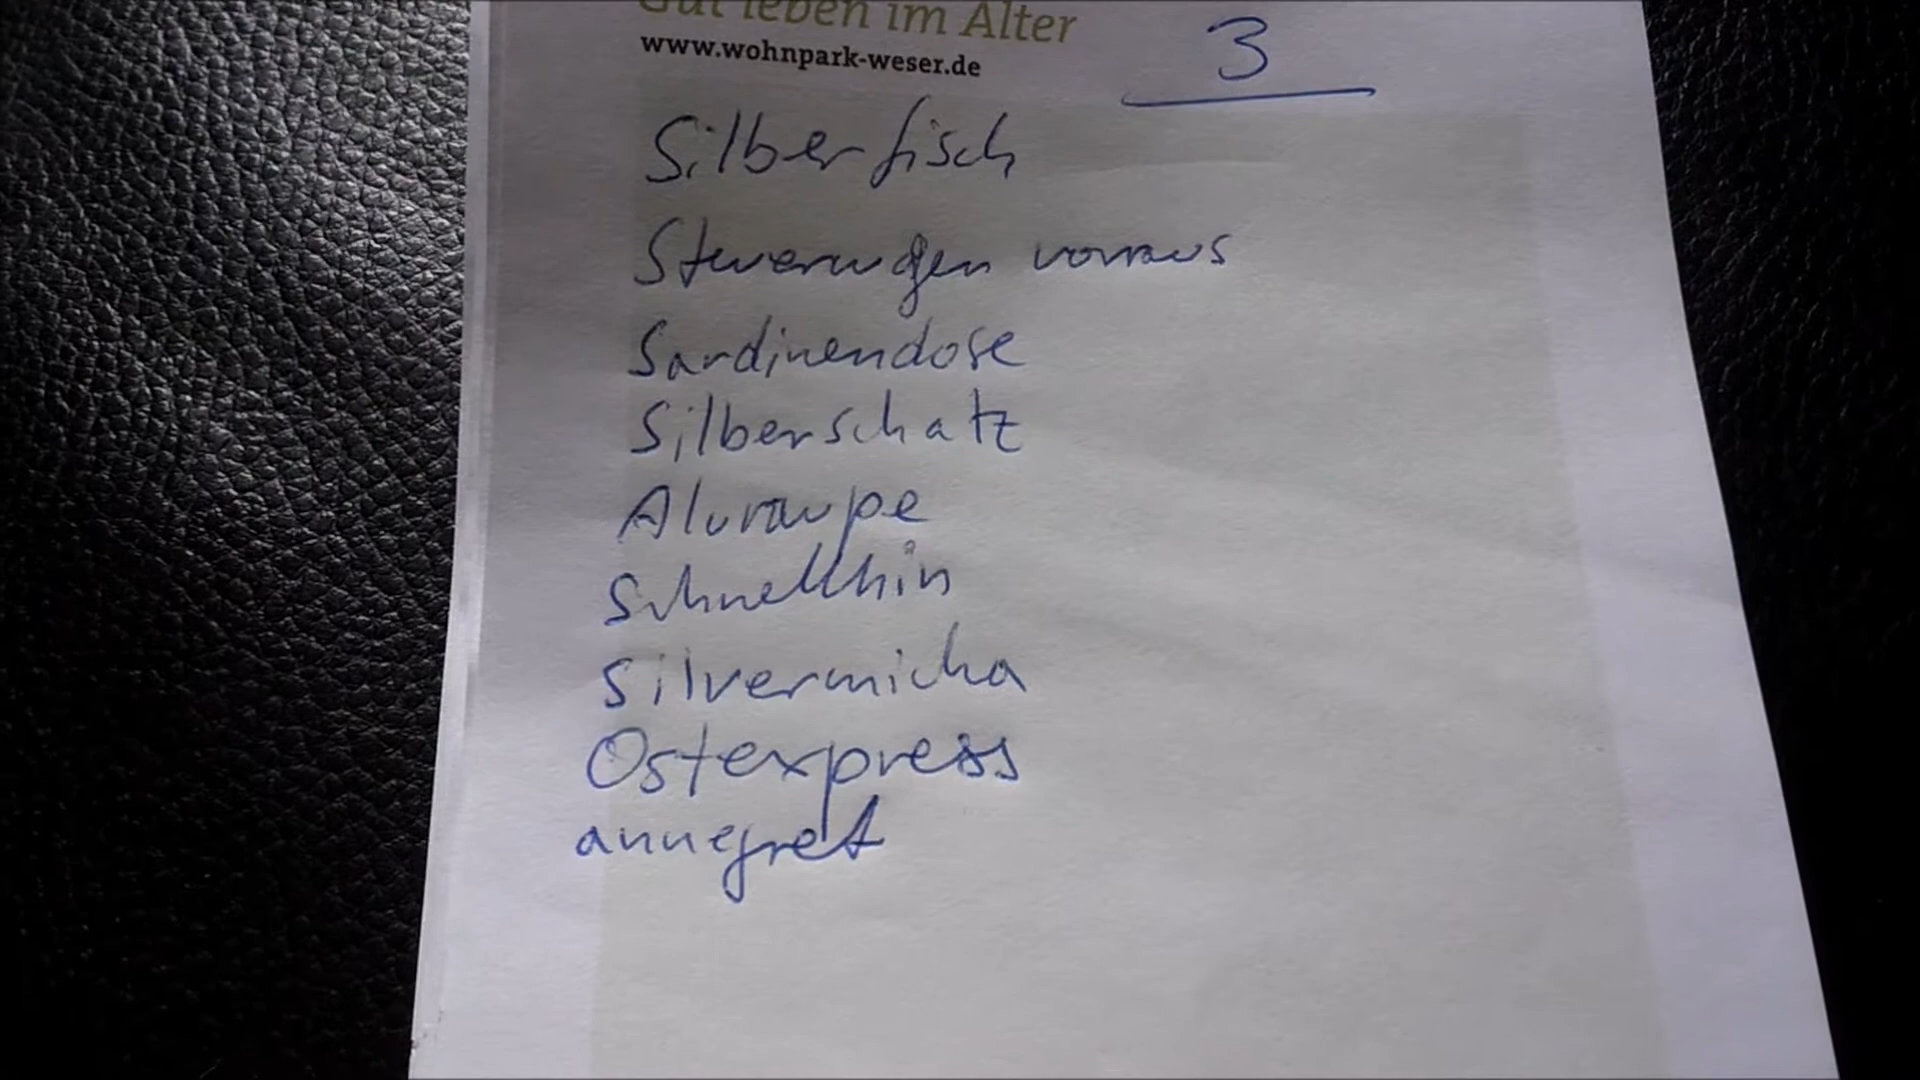 Gut leben im Alter
www.wohnpark-weser.de
3
Silberfisch
Steuerwagen voraus
Sardinendose
Silberschatz
Aluraupe
Schnellhin
Silvermicha
Ostexpress
annegret